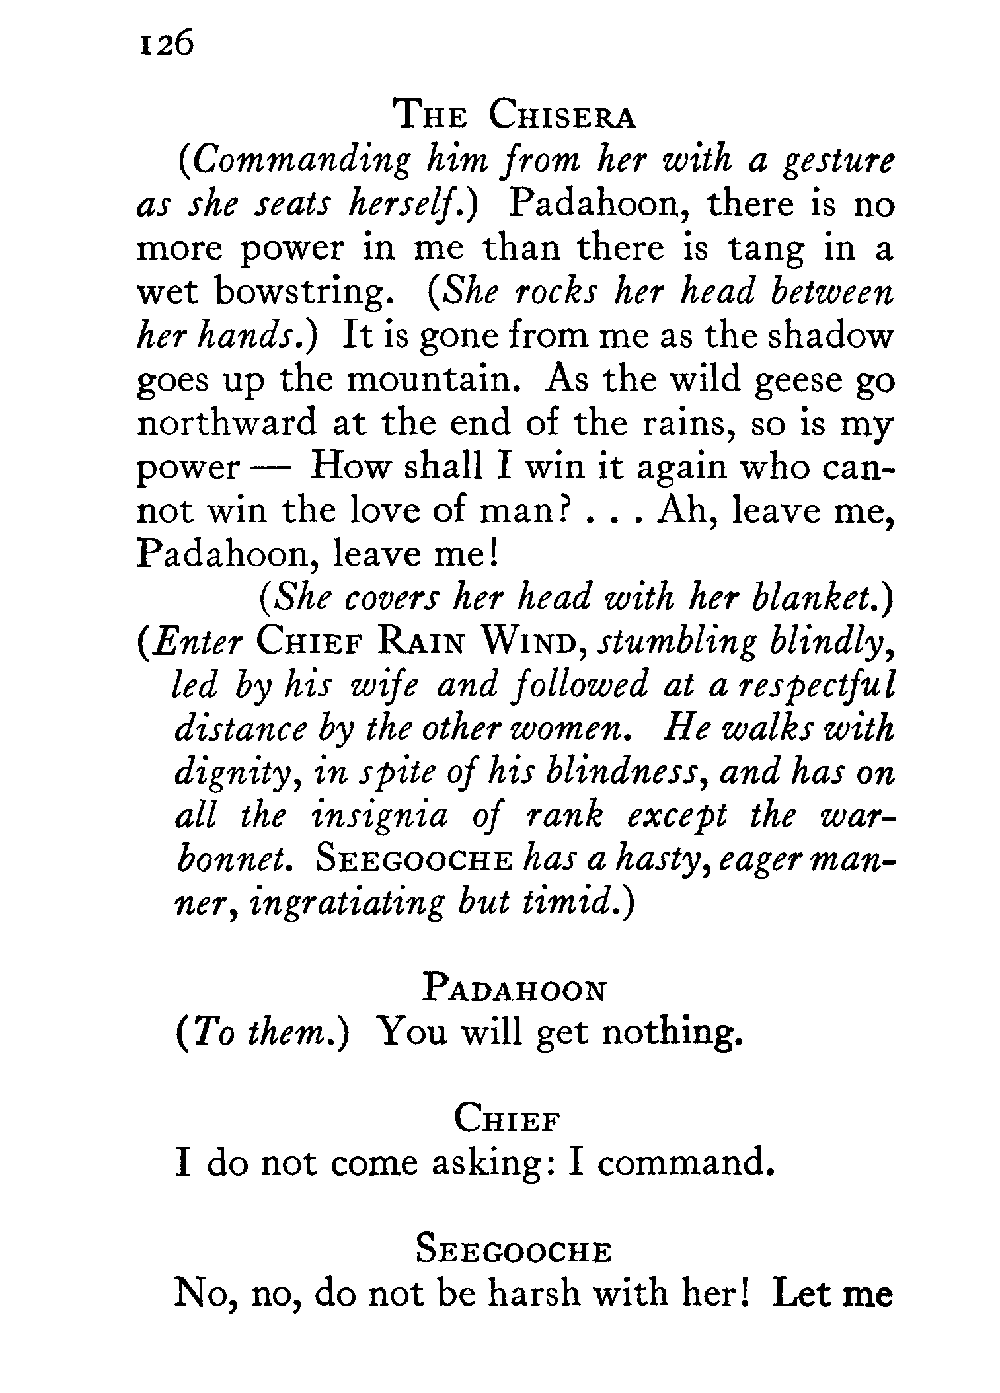 126
THE CHISERA
(Commanding him from her with a gesture
as she seats herself.) Padahoon, there is no
more power in me than there is tang in a
wet bowstring. (She rocks her head between
her hands.) It is gone from me as the shadow
goes up the mountain. As the wild geese go
northward at the end of the rains, so is my
power — How shall I win it again who can-
not win the love of man? . . . Ah, leave me,
Padahoon, leave me!
(She covers her head with her blanket.)
(Enter CHIEF RAIN WIND, stumbling blindly,
led by his wife and followed at a respectful
distance by the other women. He walks with
dignity, in spite of his blindness, and has on
all the insignia of rank except the war-
bonnet. SEEGOOCHE has a hasty, eager man-
ner, ingratiating but timid.)
PADAHOON
(To them.) You will get nothing.
CHIEF
I do not come asking: I command.
SEEGOOCHE
No, no, do not be harsh with her! Let me